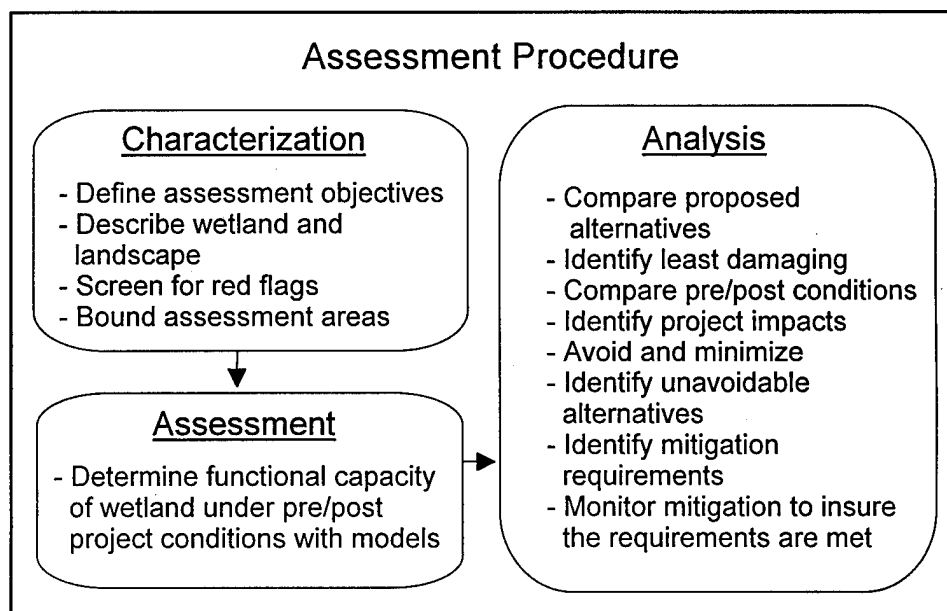 Assessment Procedure
Characterization
- Define assessment objectives
- Describe wetland and
landscape
- Screen for red flags
- Bound assessment areas
Assessment
- Determine functional capacity
of wetland under pre/post
project conditions with models
Analysis
- Compare proposed
alternatives
- Identify least damaging
- Compare pre/post conditions
- Identify project impacts
- Avoid and minimize
- Identify unavoidable
alternatives
- Identify mitigation
requirements
- Monitor mitigation to insure
the requirements are met